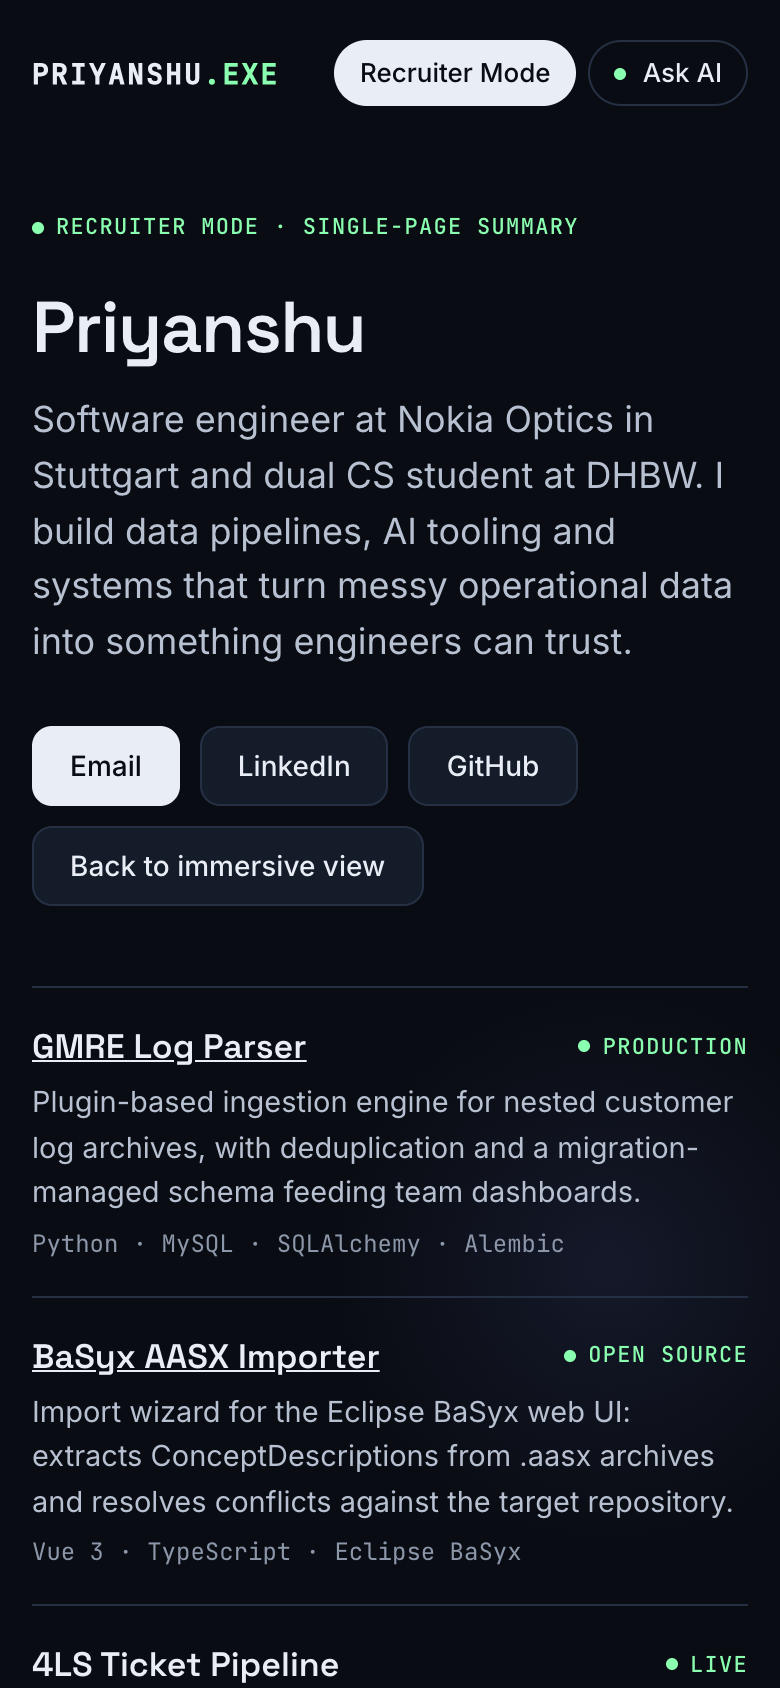 PRIYANSHU.EXE
Recruiter Mode
Ask AI
RECRUITER MODE · SINGLE-PAGE SUMMARY
Priyanshu
Software engineer at Nokia Optics in
Stuttgart and dual CS student at DHBW. I
build data pipelines, AI tooling and
systems that turn messy operational data
into something engineers can trust.
Email
LinkedIn
GitHub
Back to immersive view
GMRE Log Parser
PRODUCTION
Plugin-based ingestion engine for nested customer
log archives, with deduplication and a migration-
managed schema feeding team dashboards.
Python · MySQL · SQLAlchemy · Alembic
BaSyx AASX Importer
OPEN SOURCE
Import wizard for the Eclipse BaSyx web UI:
extracts ConceptDescriptions from .aasx archives
and resolves conflicts against the target repository.
Vue 3 · TypeScript · Eclipse BaSyx
4LS Ticket Pipeline
LIVE